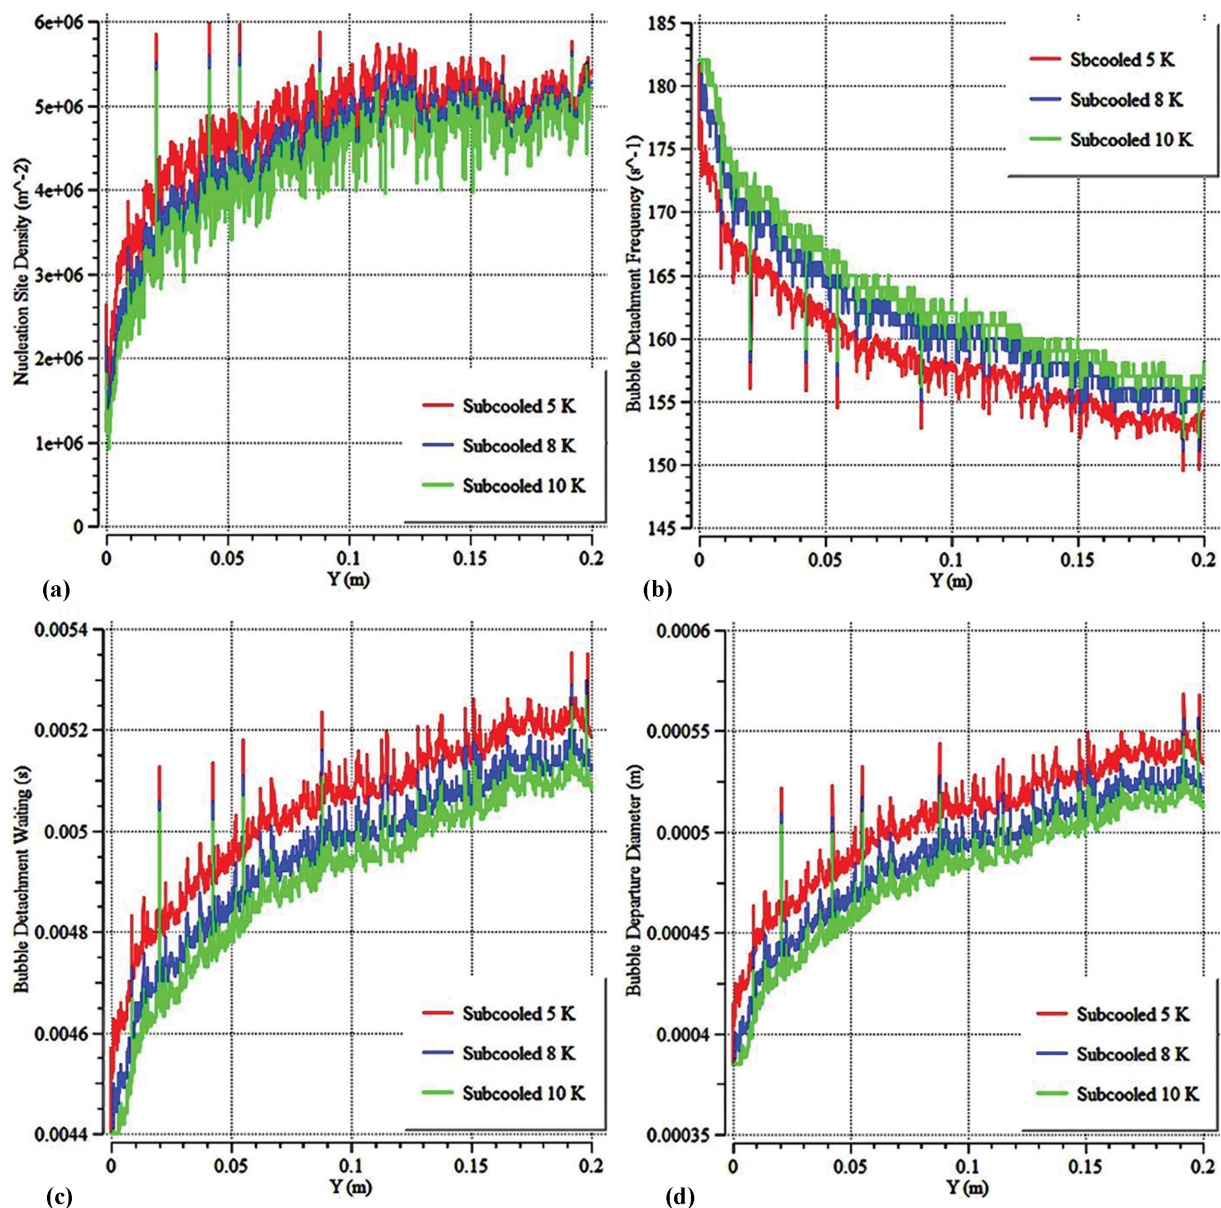 6e+06
5e+06
4e+06
3e+06
2e+06
1e+06
0
Nucleation Site Density (m^-2)
Subcooled 5 K
Subcooled 8 K
Subcooled 10 K
0 0.05 0.1 0.15 0.2
Y (m)
(a)
185
180
175
170
165
160
155
150
145
Bubble Detachment Frequency (s^-1)
Sbcooled 5 K
Subcooled 8 K
Subcooled 10 K
0 0.05 0.1 0.15 0.2
Y (m)
(b)
0.0054
0.0052
0.005
0.0048
0.0046
0.0044
Bubble Detachment Waiting (s)
Subcooled 5 K
Subcooled 8 K
Subcooled 10 K
0 0.05 0.1 0.15 0.2
Y (m)
(c)
0.0006
0.00055
0.0005
0.00045
0.0004
0.00035
Bubble Departure Diameter (m)
Subcooled 5 K
Subcooled 8 K
Subcooled 10 K
0 0.05 0.1 0.15 0.2
Y (m)
(d)